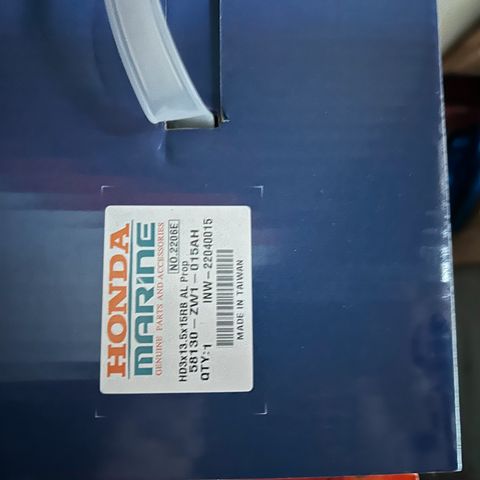 HONDA
MARINE
GENUINE PARTS AND ACCESSORIES
NO.2206E
HD3x13.5x15RB AL Prop
58130-ZW1-015AH
QTY:1 INW-22040015
MADE IN TAIWAN